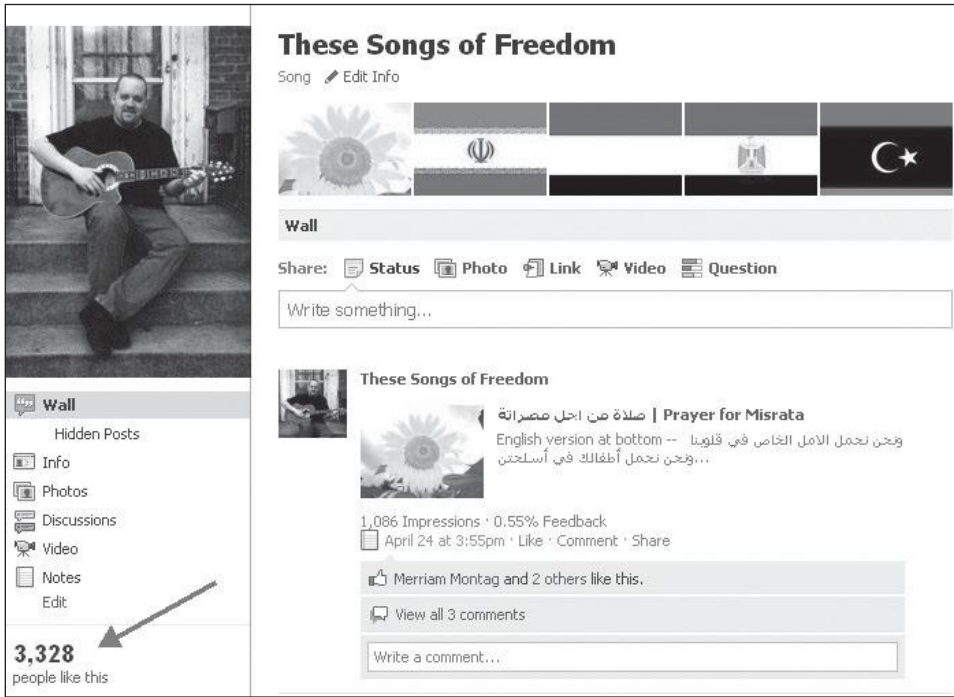 These Songs of Freedom
Song Edit Info
Wall
Share: Status Photo Link Video Question
Write something...
Wall
Hidden Posts
Info
Photos
Discussions
Video
Notes
Edit
3,328
people like this
These Songs of Freedom
صلاة من اجل مصراتة | Prayer for Misrata
English version at bottom -- ونحن نحمل الامل الخاص في قلوبنا
ونحن نحمل أطفالك في أسلحتن...
1,086 Impressions · 0.55% Feedback
April 24 at 3:55pm · Like · Comment · Share
Merriam Montag and 2 others like this.
View all 3 comments
Write a comment...